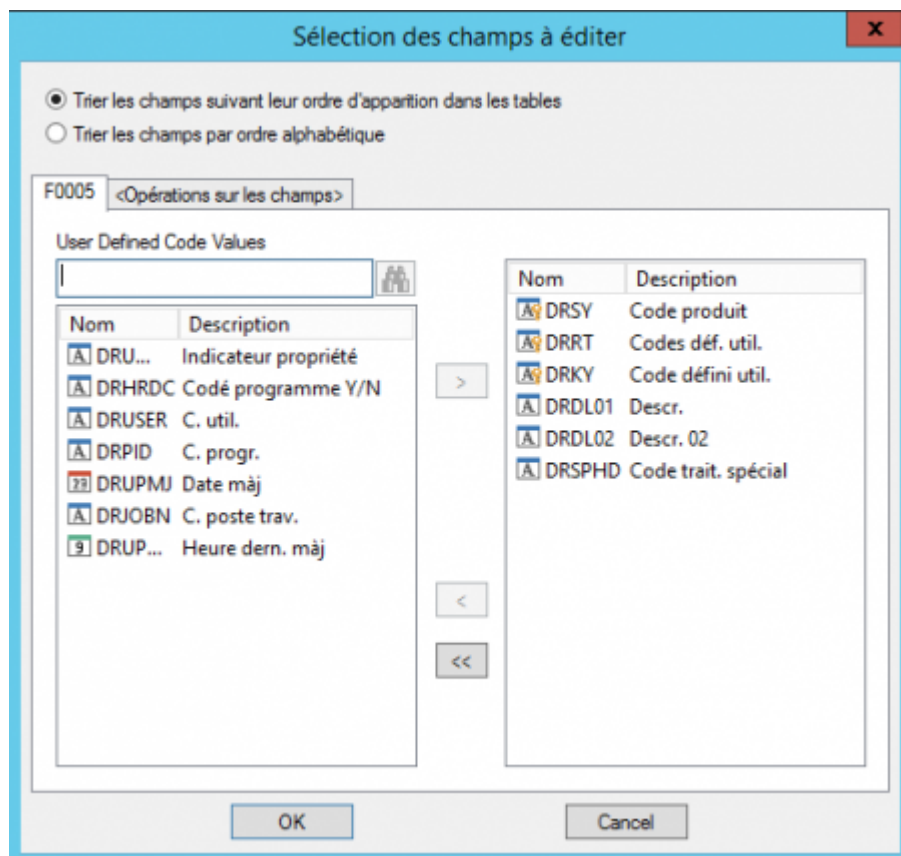 Sélection des champs à éditer
x
Trier les champs suivant leur ordre d'apparition dans les tables
Trier les champs par ordre alphabétique
F0005 <Opérations sur les champs>
User Defined Code Values
Nom Description
DRU... Indicateur propriété
DRHRDC Codé programme Y/N
DRUSER C. util.
DRPID C. progr.
DRUPMJ Date màj
DRJOBN C. poste trav.
DRUP... Heure dern. màj
>
<
<<
Nom Description
DRSY Code produit
DRRT Codes déf. util.
DRKY Code défini util.
DRDL01 Descr.
DRDL02 Descr. 02
DRSPHD Code trait. spécial
OK Cancel